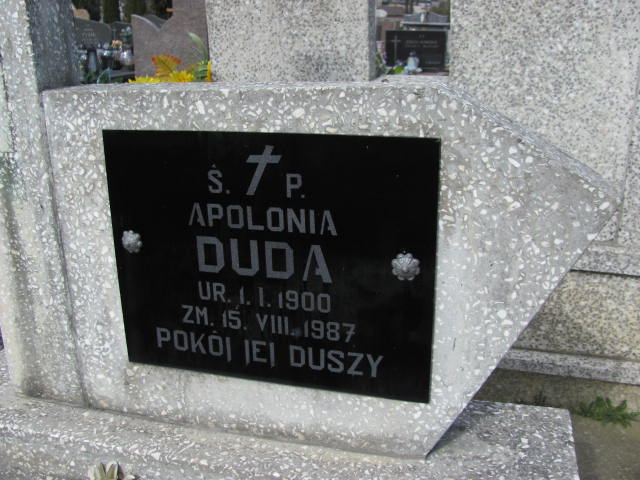 Ś. P.
APOLONIA
DUDA
UR. 1. I. 1900
ZM. 15. VIII. 1987
POKÓJ JEJ DUSZY